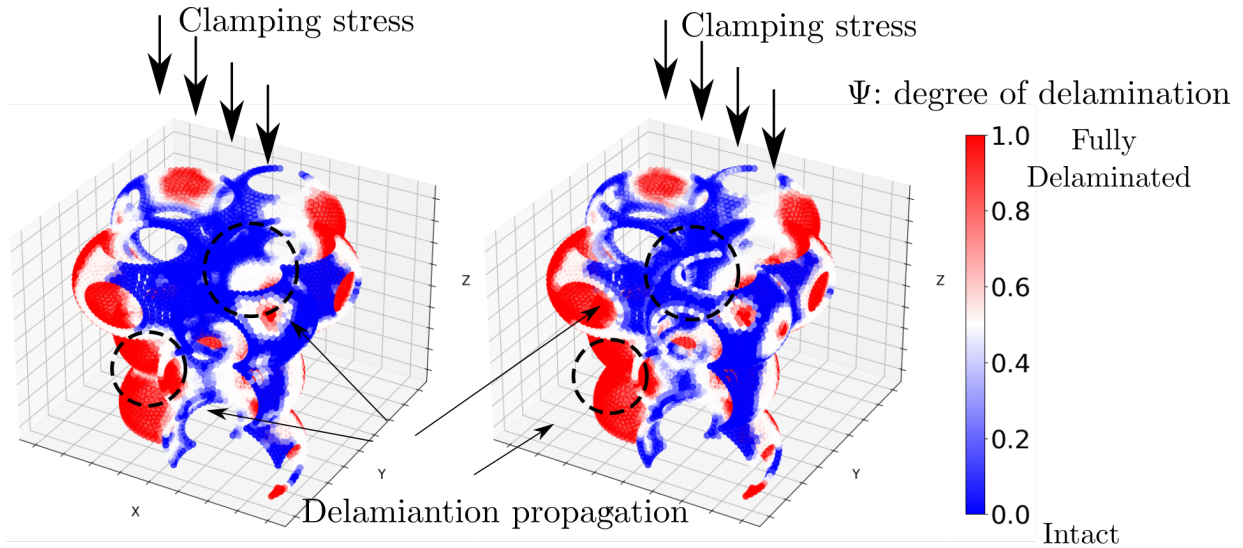 Clamping stress
Clamping stress
Ψ: degree of delamination
1.0
Fully
Delaminated
0.8
0.6
0.4
0.2
0.0
Intact
Z
Z
Y
Y
X
Delamiantion propagation